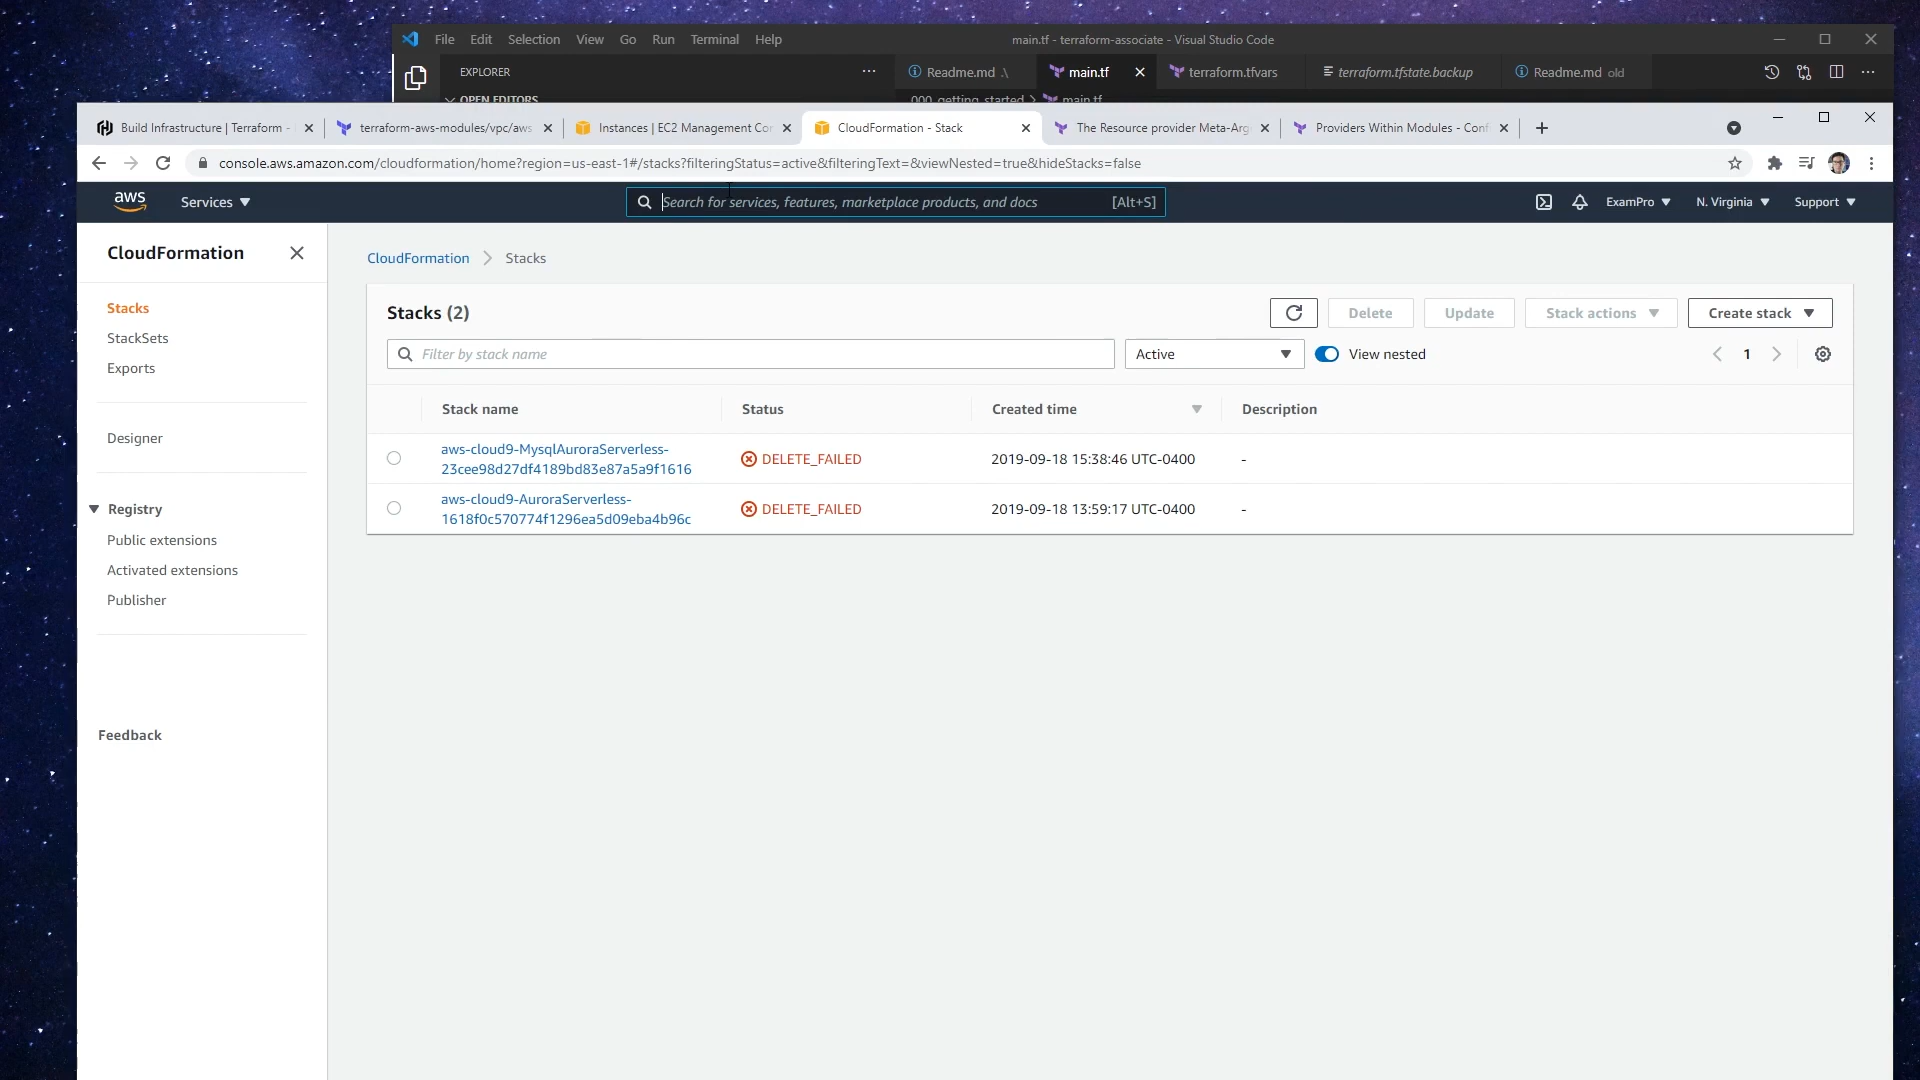 File Edit Selection View Go Run Terminal Help main.tf - terraform-associate - Visual Studio Code
EXPLORER ··· Readme.md .\ main.tf terraform.tfvars terraform.tfstate.backup Readme.md old ···
OPEN EDITORS 000_getting_started > main.tf
Build Infrastructure | Terraform - terraform-aws-modules/vpc/aws Instances | EC2 Management Con CloudFormation - Stack The Resource provider Meta-Arg Providers Within Modules - Conf
console.aws.amazon.com/cloudformation/home?region=us-east-1#/stacks?filteringStatus=active&filteringText=&viewNested=true&hideStacks=false
aws Services Search for services, features, marketplace products, and docs [Alt+S] ExamPro N. Virginia Support
CloudFormation
Stacks
StackSets
Exports
Designer
Registry
Public extensions
Activated extensions
Publisher
Feedback
CloudFormation Stacks
Stacks (2) Delete Update Stack actions Create stack
Filter by stack name Active View nested 1
Stack name Status Created time Description
aws-cloud9-MysqlAuroraServerless-
23cee98d27df4189bd83e87a5a9f1616 DELETE_FAILED 2019-09-18 15:38:46 UTC-0400 -
aws-cloud9-AuroraServerless-
1618f0c570774f1296ea5d09eba4b96c DELETE_FAILED 2019-09-18 13:59:17 UTC-0400 -